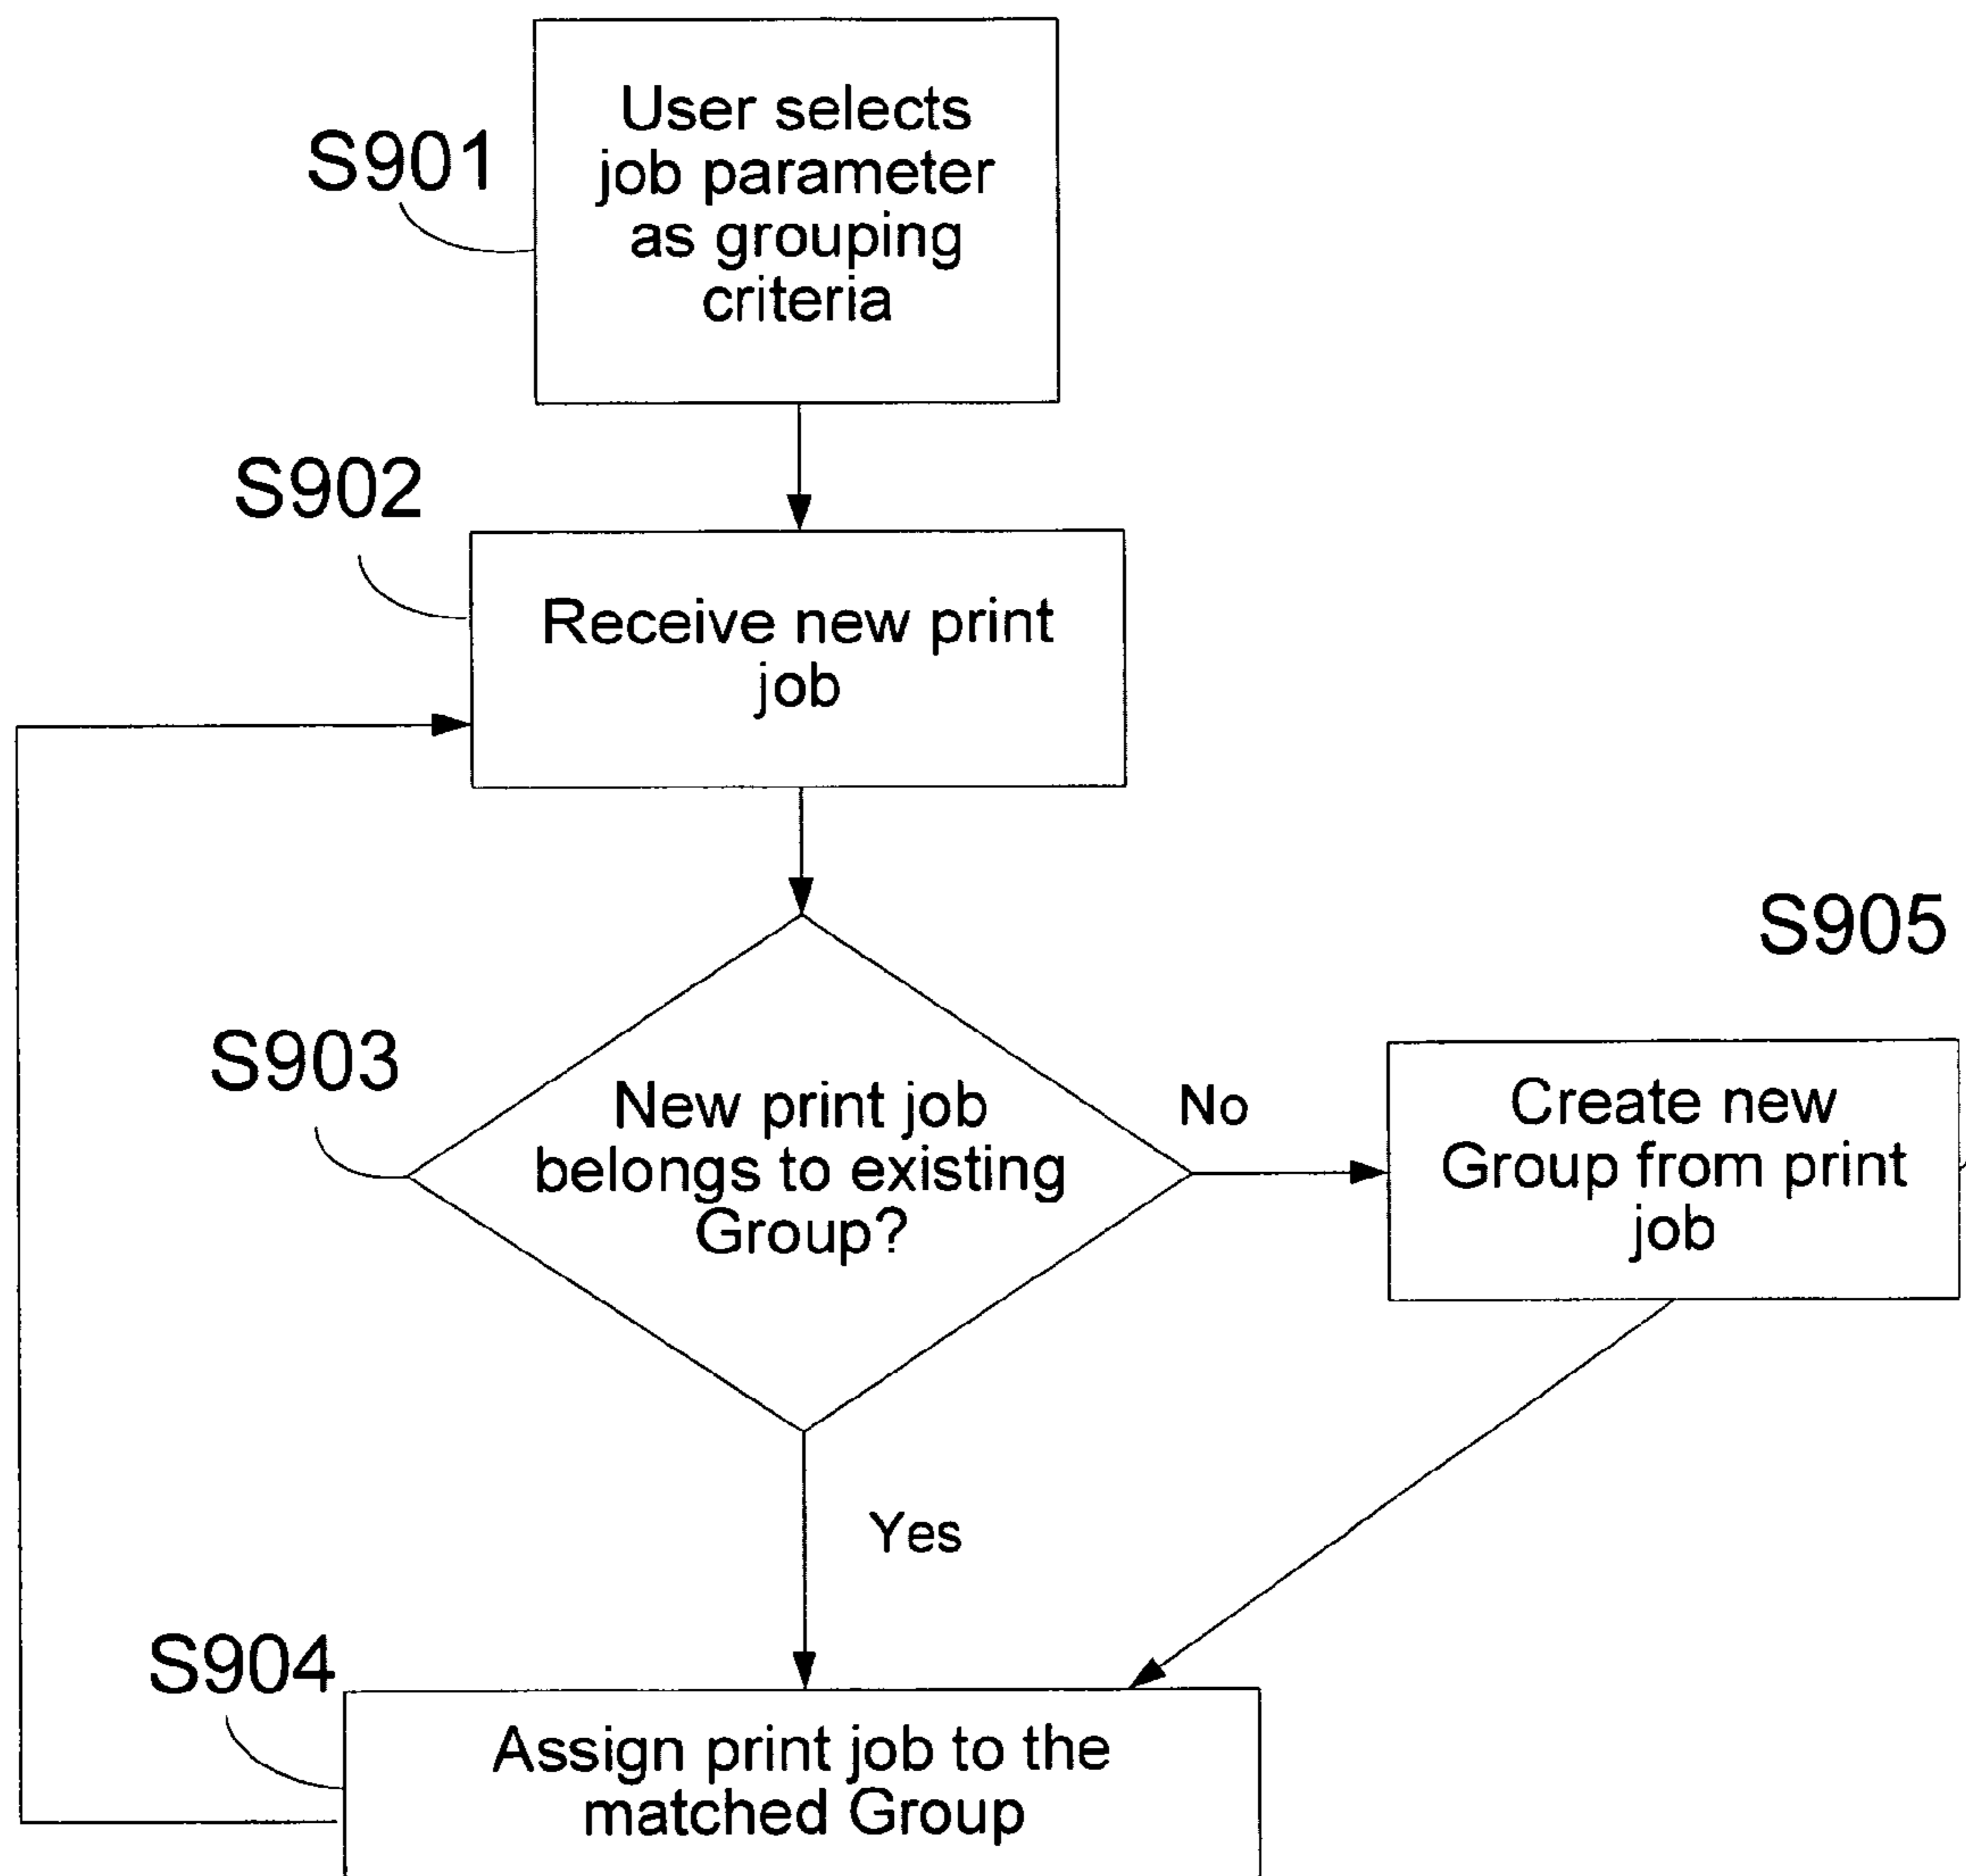 S901
User selects
job parameter
as grouping
criteria
S902
Receive new print
job
S903
New print job
belongs to existing
Group?
No
S905
Create new
Group from print
job
Yes
S904
Assign print job to the
matched Group